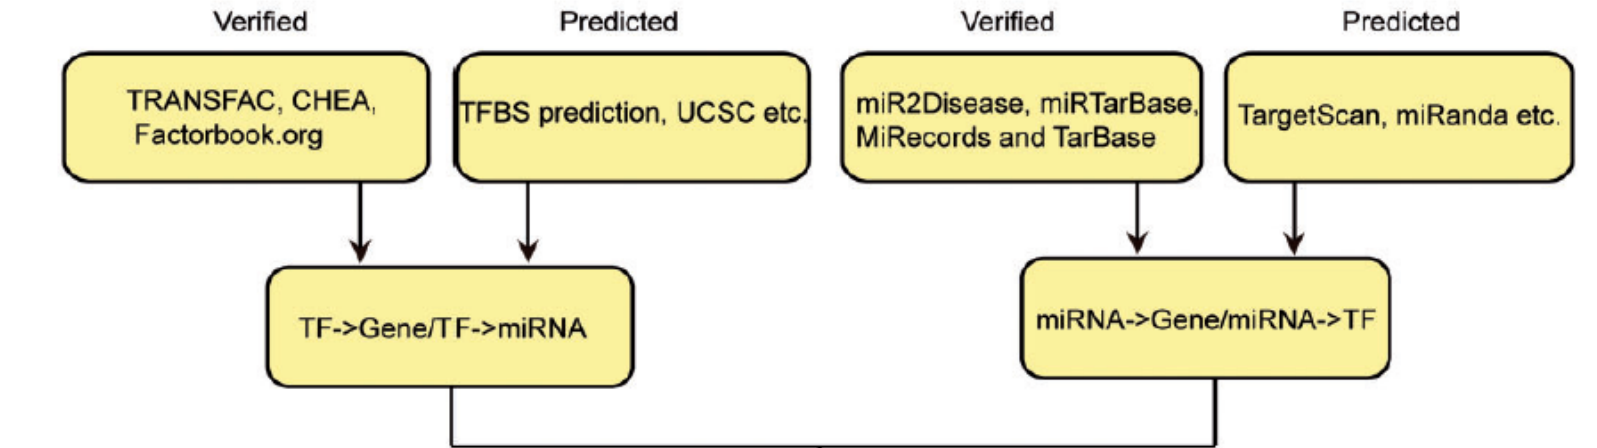 Verified
Predicted
Verified
Predicted
TRANSFAC, CHEA,
Factorbook.org
TFBS prediction, UCSC etc.
miR2Disease, miRTarBase,
MiRecords and TarBase
TargetScan, miRanda etc.
TF->Gene/TF->miRNA
miRNA->Gene/miRNA->TF